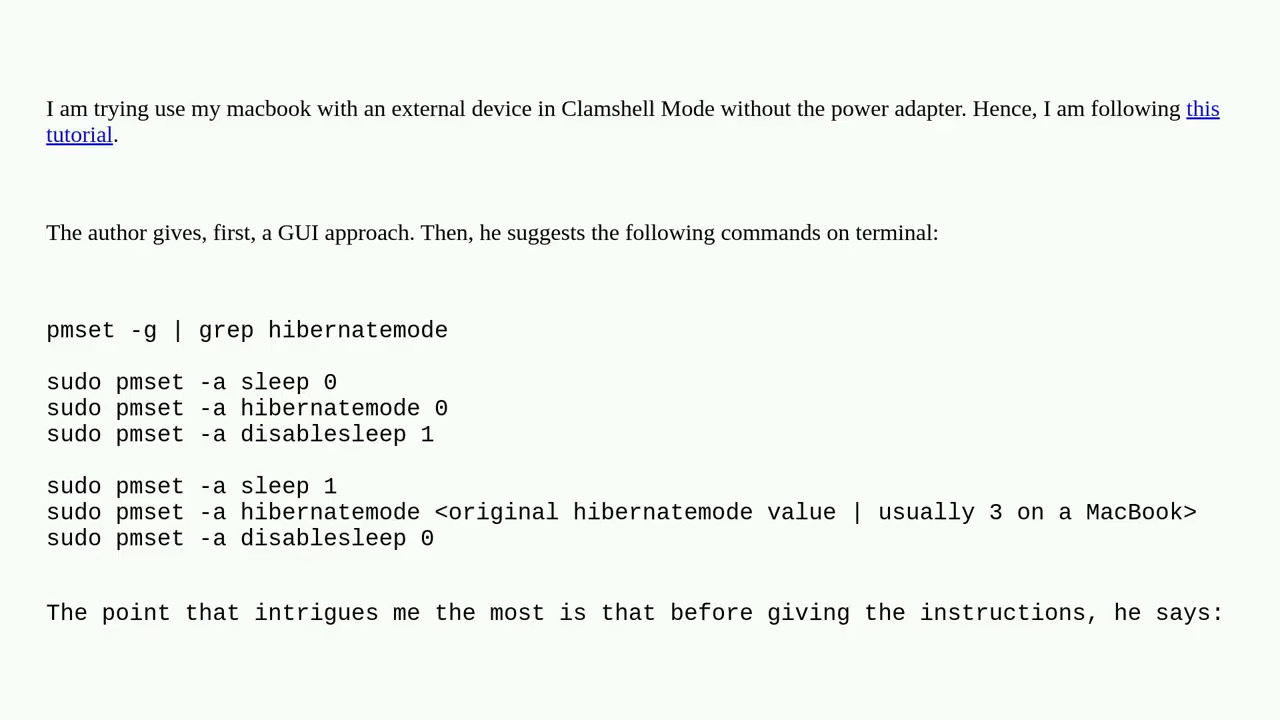 I am trying use my macbook with an external device in Clamshell Mode without the power adapter. Hence, I am following this
tutorial.
The author gives, first, a GUI approach. Then, he suggests the following commands on terminal:
pmset -g | grep hibernatemode
sudo pmset -a sleep 0
sudo pmset -a hibernatemode 0
sudo pmset -a disablesleep 1
sudo pmset -a sleep 1
sudo pmset -a hibernatemode <original hibernatemode value | usually 3 on a MacBook>
sudo pmset -a disablesleep 0
The point that intrigues me the most is that before giving the instructions, he says: